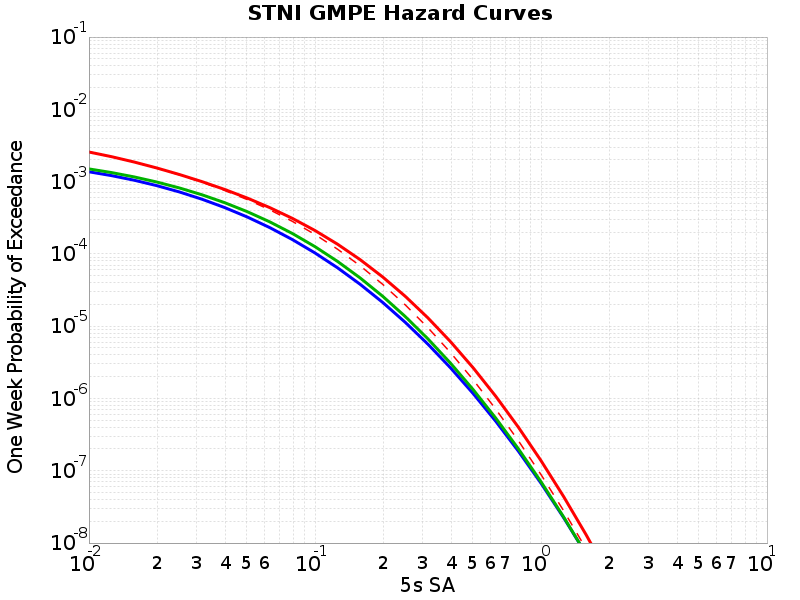 STNI GMPE Hazard Curves
One Week Probability of Exceedance
10^-1
10^-2
10^-3
10^-4
10^-5
10^-6
10^-7
10^-8
10^-2 2 3 4 5 6 10^-1 2 3 4 5 6 7 10^0 2 3 4 5 6 7 10^1
5s SA